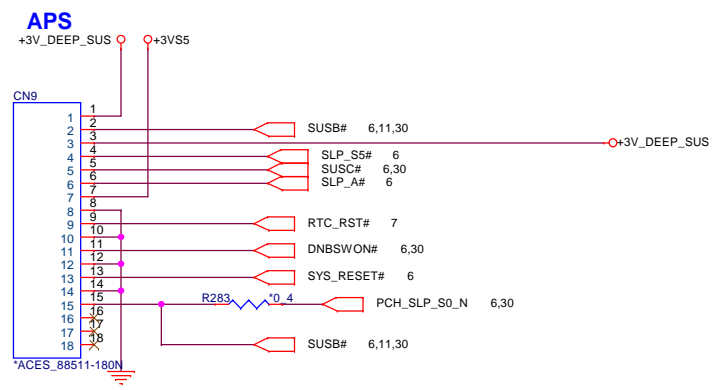 APS
+3V_DEEP_SUS +3VS5
CN9
1 1
2 2 SUSB# 6,11,30
3 3 +3V_DEEP_SUS
4 4 SLP_S5# 6
5 5 SUSC# 6,30
6 6 SLP_A# 6
7 7
8 8
9 9 RTC_RST# 7
10 10
11 11 DNBSWON# 6,30
12 12
13 13 SYS_RESET# 6
14 14
15 15 R283 *0_4 PCH_SLP_S0_N 6,30
16 16
17 17
18 18 SUSB# 6,11,30
*ACES_88511-180N